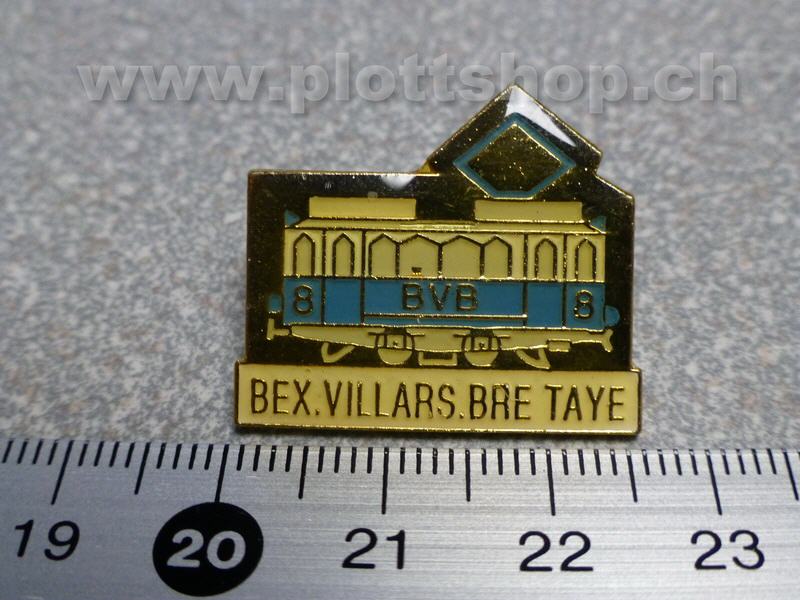 www.plottshop.ch
8 BVB 8
BEX.VILLARS.BRE TAYE
19 20 21 22 23